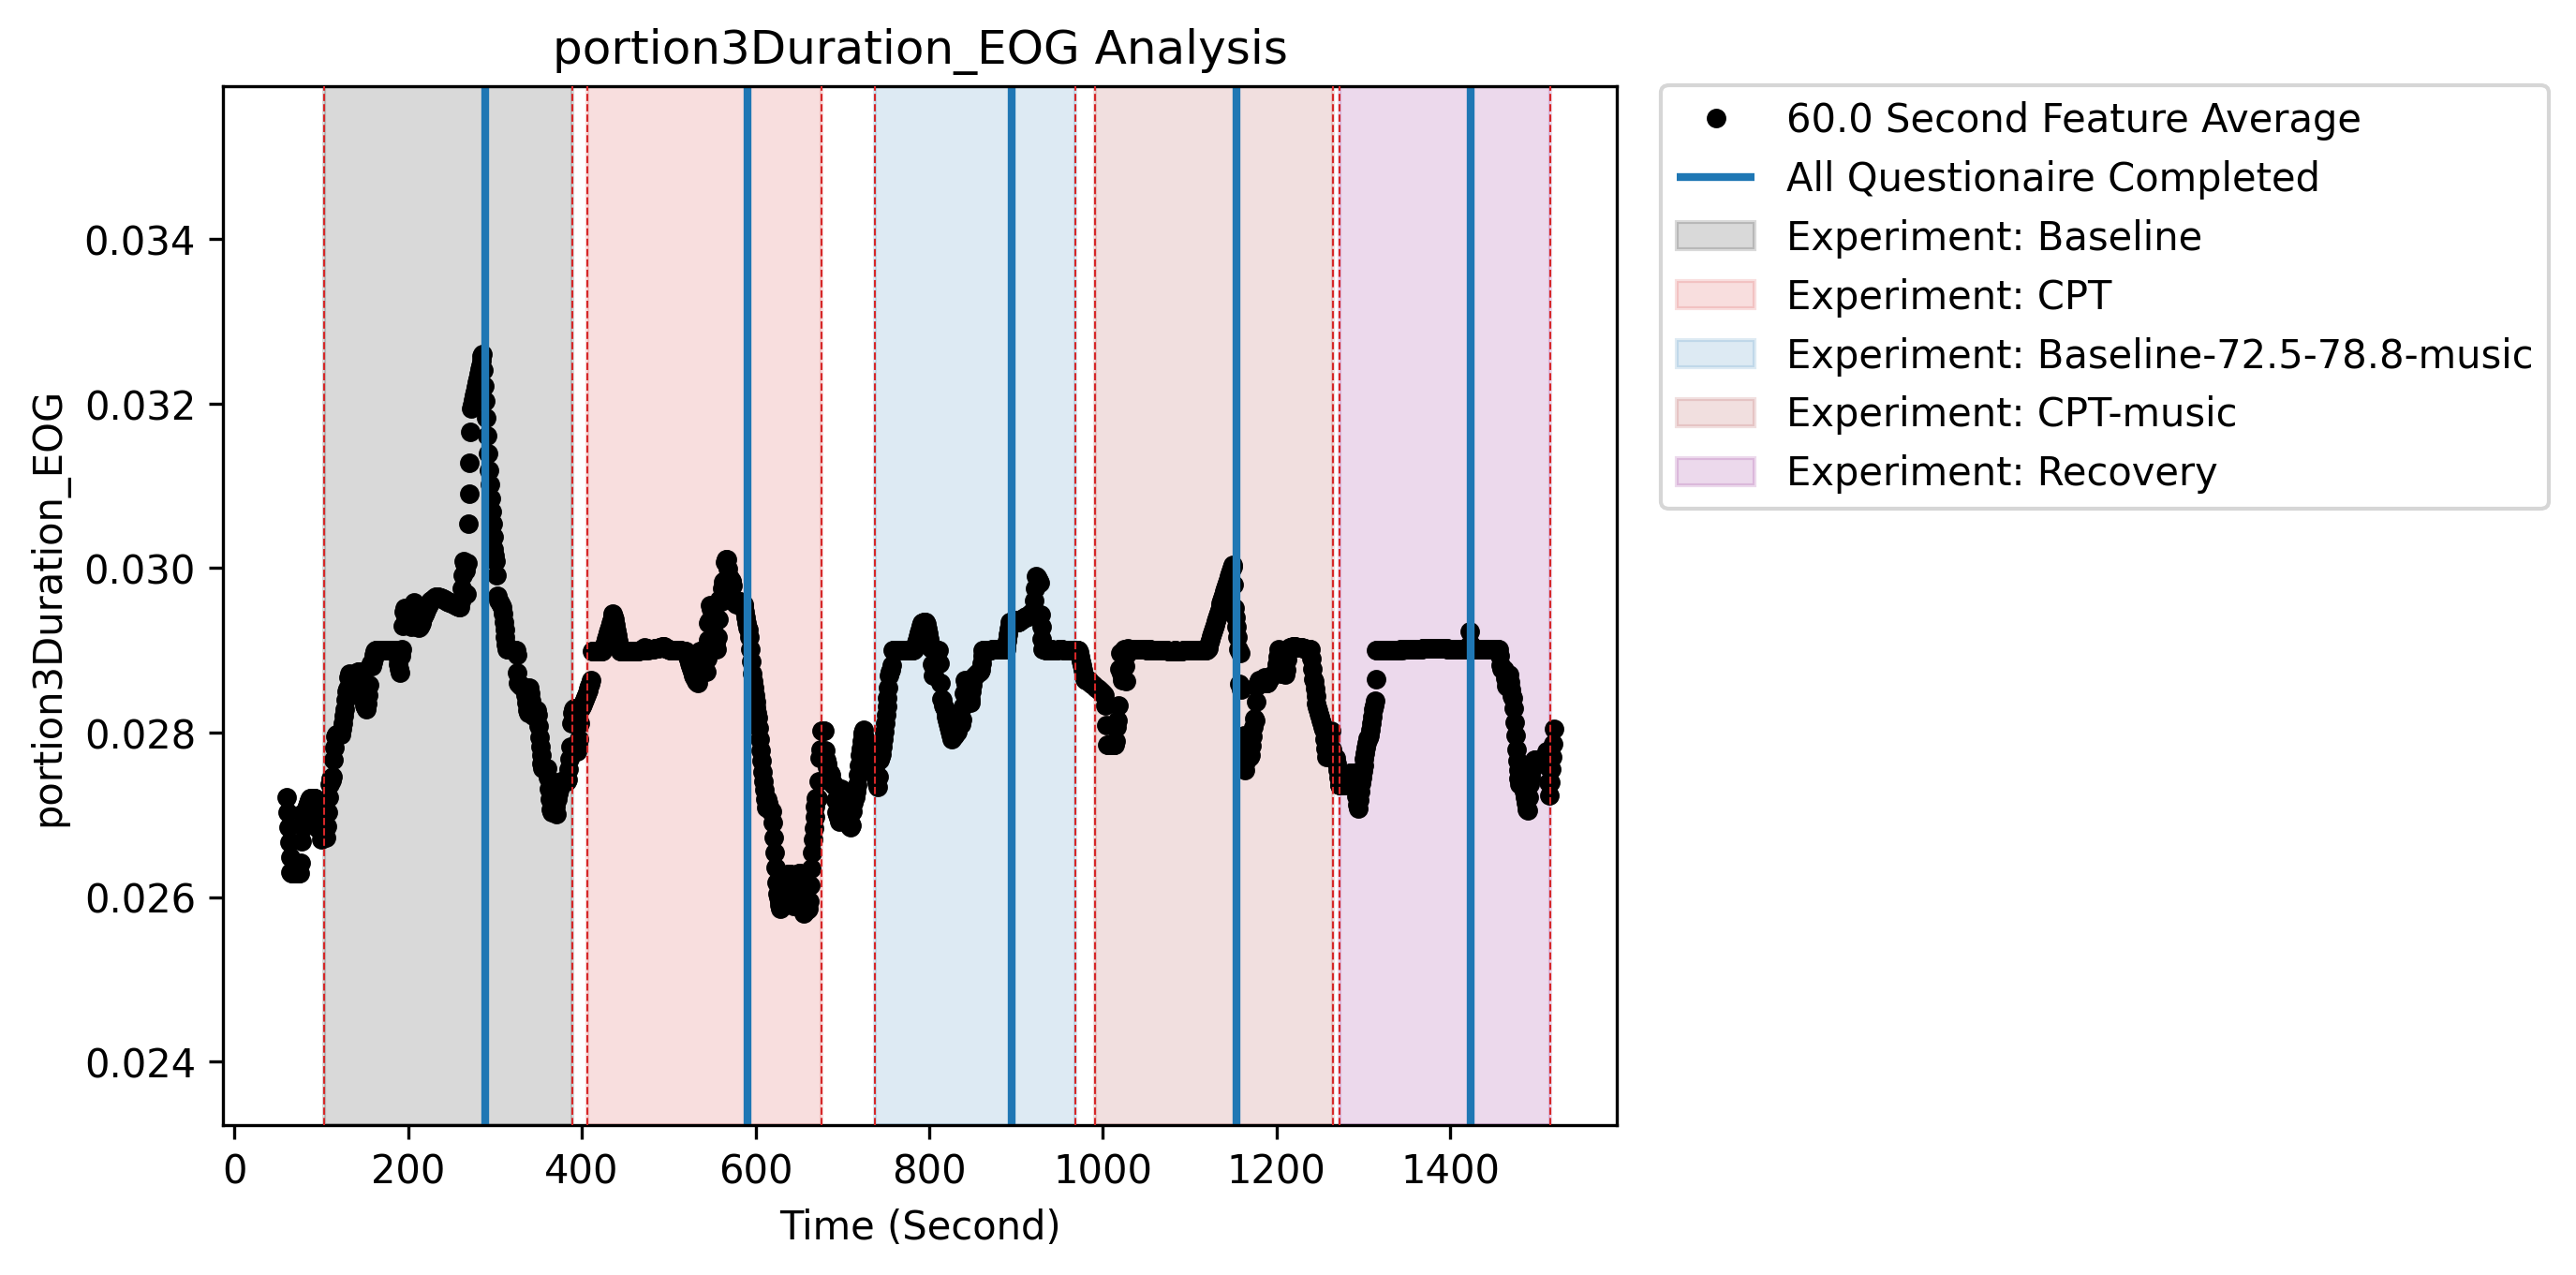 portion3Duration_EOG Analysis
portion3Duration_EOG
0.034
0.032
0.030
0.028
0.026
0.024
0
200
400
600
800
1000
1200
1400
Time (Second)
60.0 Second Feature Average
All Questionaire Completed
Experiment: Baseline
Experiment: CPT
Experiment: Baseline-72.5-78.8-music
Experiment: CPT-music
Experiment: Recovery